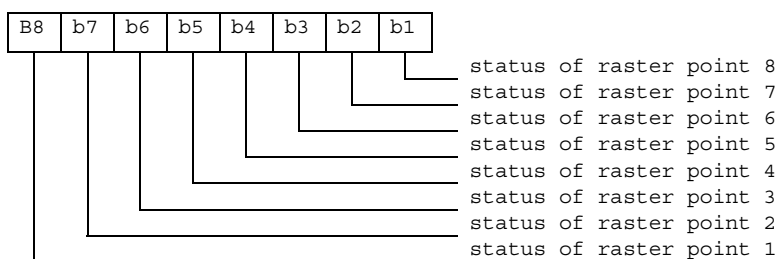 B8 b7 b6 b5 b4 b3 b2 b1
status of raster point 8
status of raster point 7
status of raster point 6
status of raster point 5
status of raster point 4
status of raster point 3
status of raster point 2
status of raster point 1